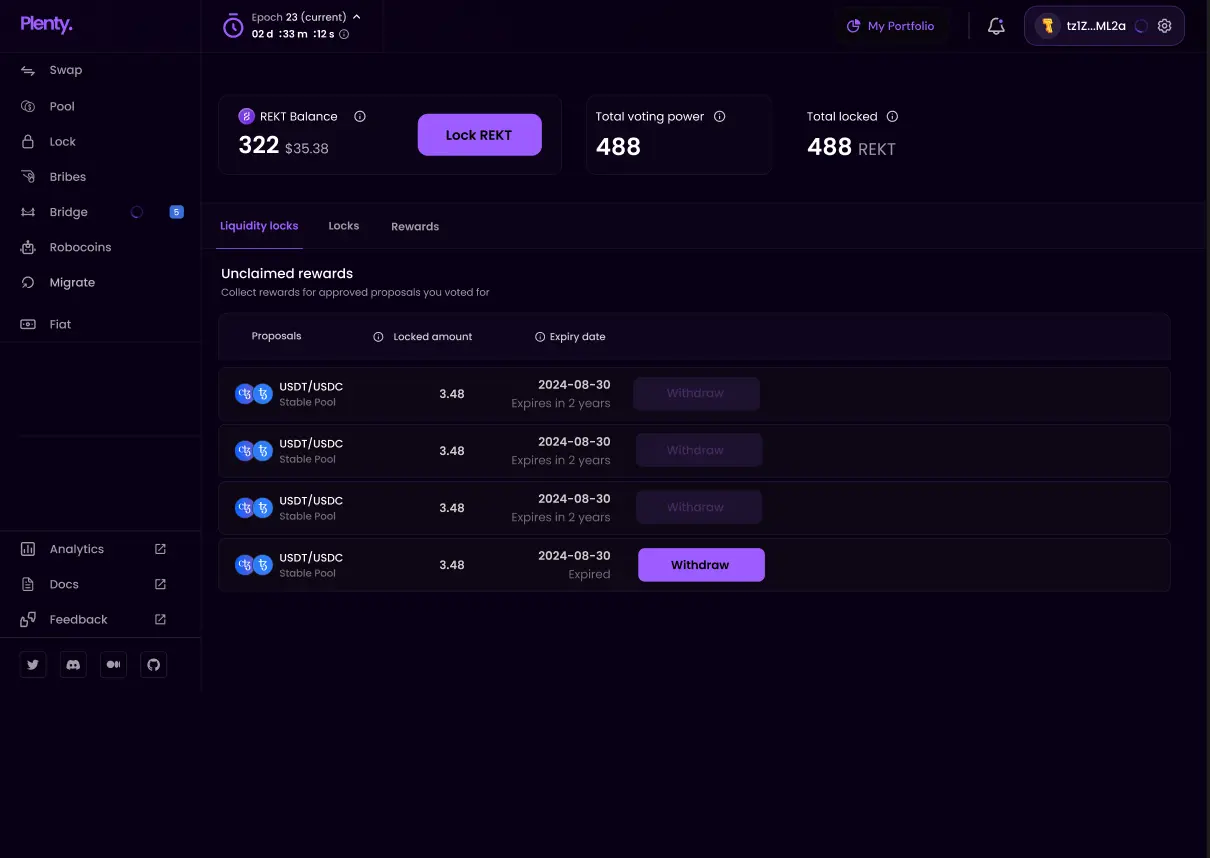 Plenty.
Epoch 23 (current)
02 d :33 m :12 s
My Portfolio
tz1Z...ML2a
Swap
Pool
Lock
Bribes
Bridge 5
Robocoins
Migrate
Fiat
Analytics
Docs
Feedback
REKT Balance
322 $35.38
Lock REKT
Total voting power
488
Total locked
488 REKT
Liquidity locks Locks Rewards
Unclaimed rewards
Collect rewards for approved proposals you voted for
Proposals Locked amount Expiry date
USDT/USDC
Stable Pool
3.48
2024-08-30
Expires in 2 years
Withdraw
USDT/USDC
Stable Pool
3.48
2024-08-30
Expires in 2 years
Withdraw
USDT/USDC
Stable Pool
3.48
2024-08-30
Expires in 2 years
Withdraw
USDT/USDC
Stable Pool
3.48
2024-08-30
Expired
Withdraw